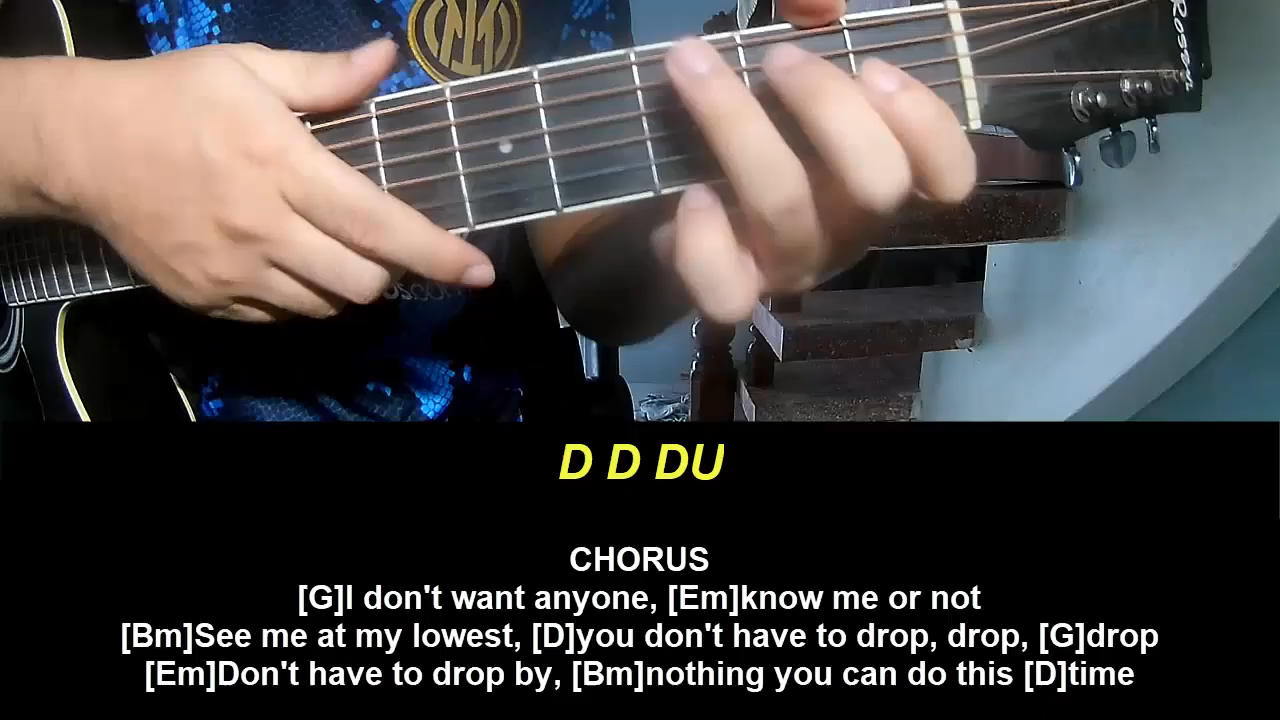 Rosen
D D DU
CHORUS
[G]I don't want anyone, [Em]know me or not
[Bm]See me at my lowest, [D]you don't have to drop, drop, [G]drop
[Em]Don't have to drop by, [Bm]nothing you can do this [D]time